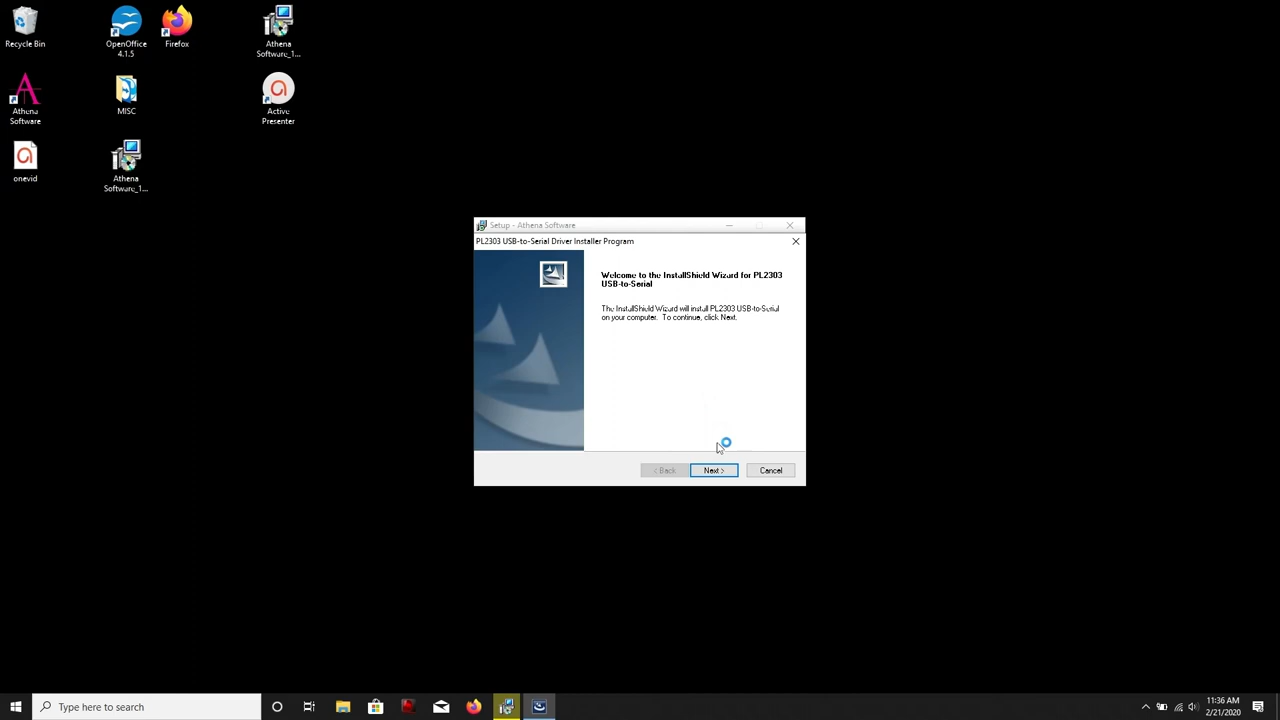 Recycle Bin
OpenOffice
4.1.5
Firefox
Athena
Software_1...
Athena
Software
MISC
Active
Presenter
onevid
Athena
Software_1...
Setup - Athena Software
PL2303 USB-to-Serial Driver Installer Program
Welcome to the InstallShield Wizard for PL2303
USB-to-Serial
The InstallShield Wizard will install PL2303 USB-to-Serial
on your computer. To continue, click Next.
< Back
Next >
Cancel
Type here to search
11:36 AM
2/21/2020